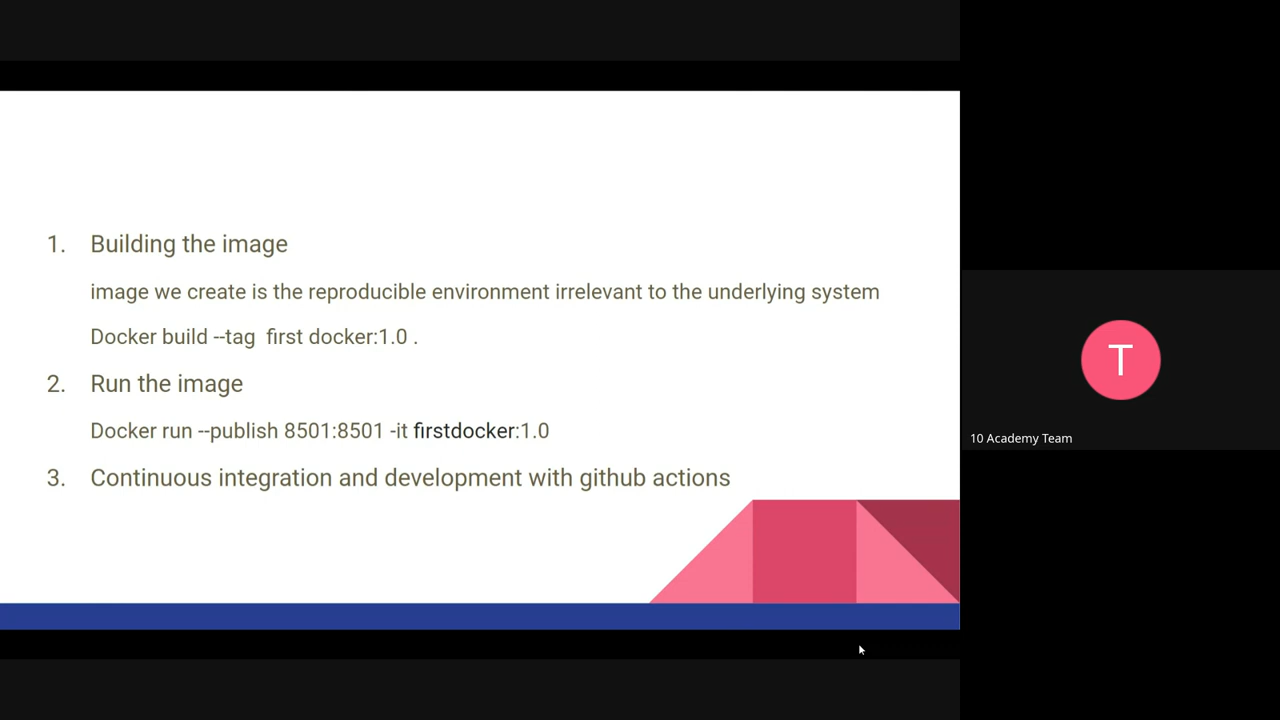 1. Building the image
image we create is the reproducible environment irrelevant to the underlying system
Docker build --tag  first docker:1.0 .
2. Run the image
Docker run --publish 8501:8501 -it firstdocker:1.0
3. Continuous integration and development with github actions
T
10 Academy Team